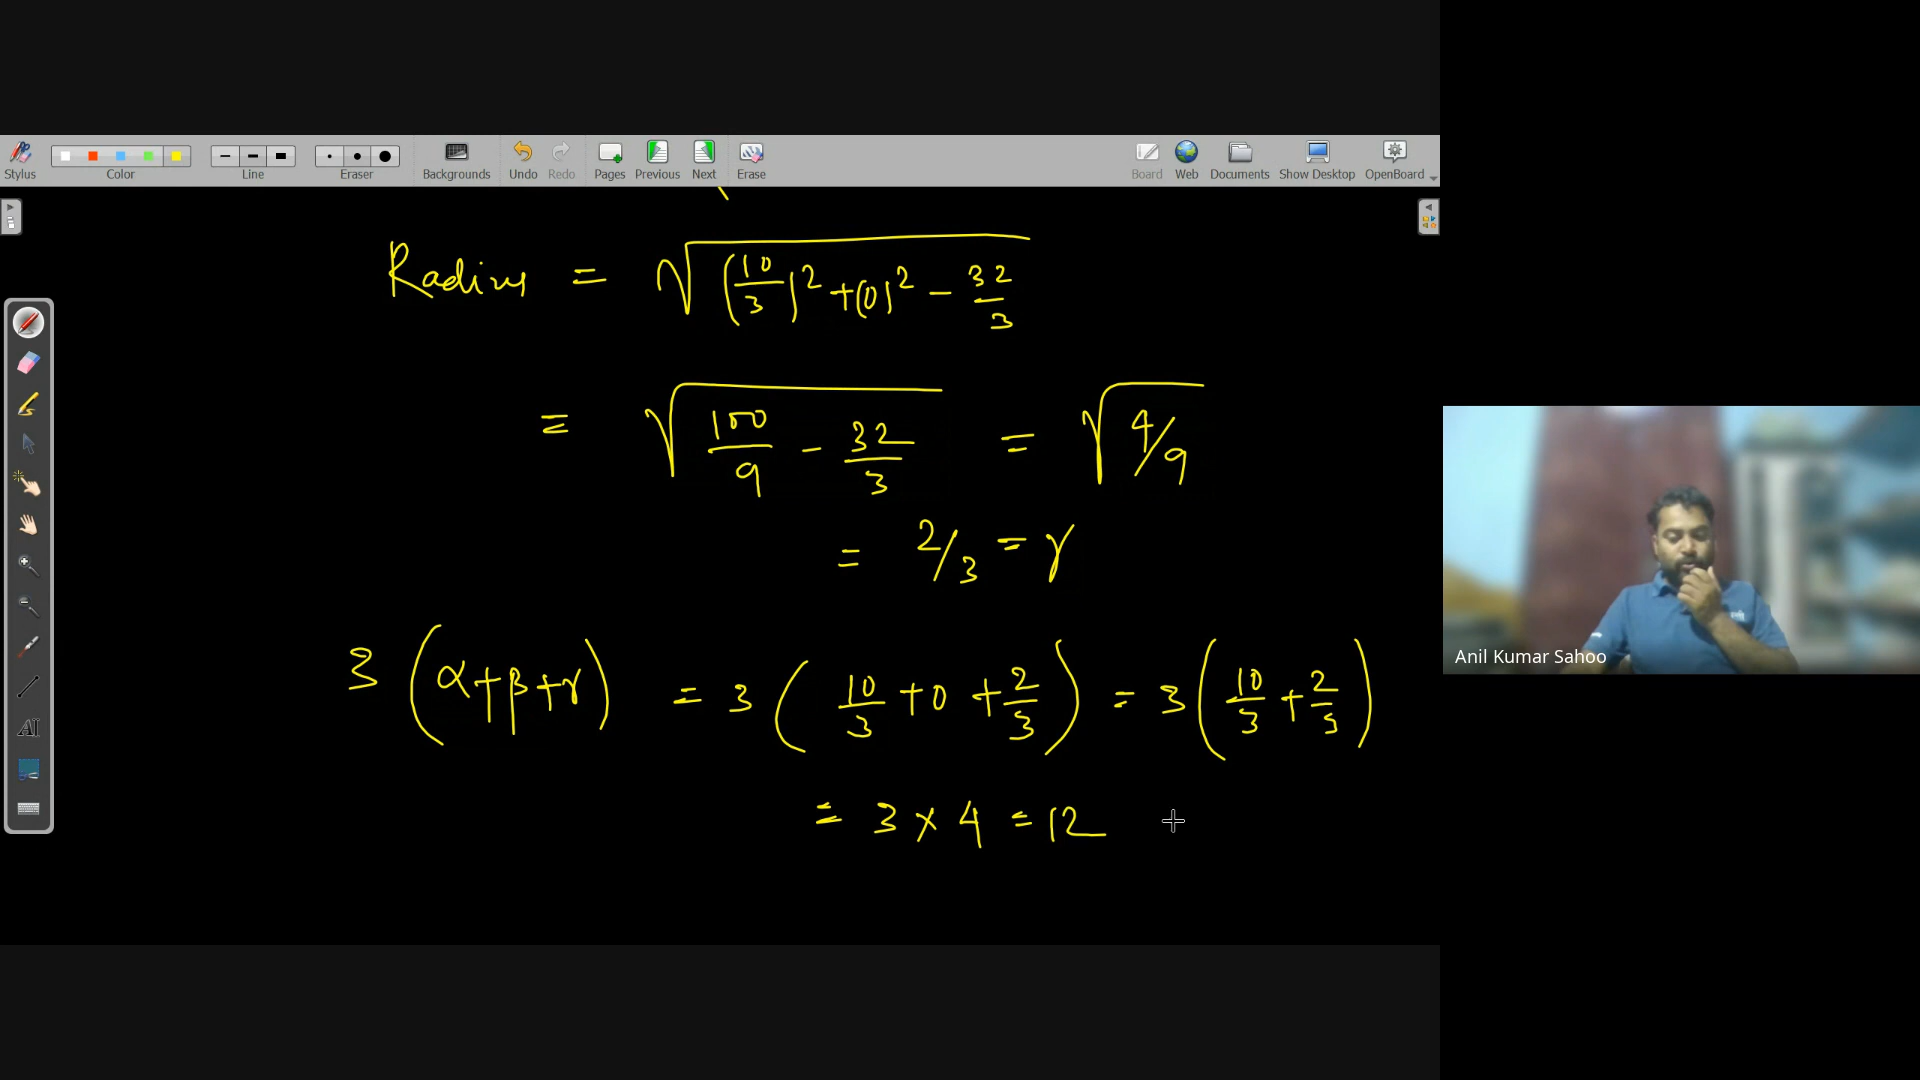 Stylus Color Line Eraser Backgrounds Undo Redo Pages Previous Next Erase Board Web Documents Show Desktop OpenBoard
Radius = √((10/3)² + (0)² - 32/3)
= √(100/9 - 32/3) = √(4/9)
= 2/3 = γ
3 (α+β+γ) = 3 (10/3 + 0 + 2/3) = 3 (10/3 + 2/3)
= 3 × 4 = 12
Anil Kumar Sahoo